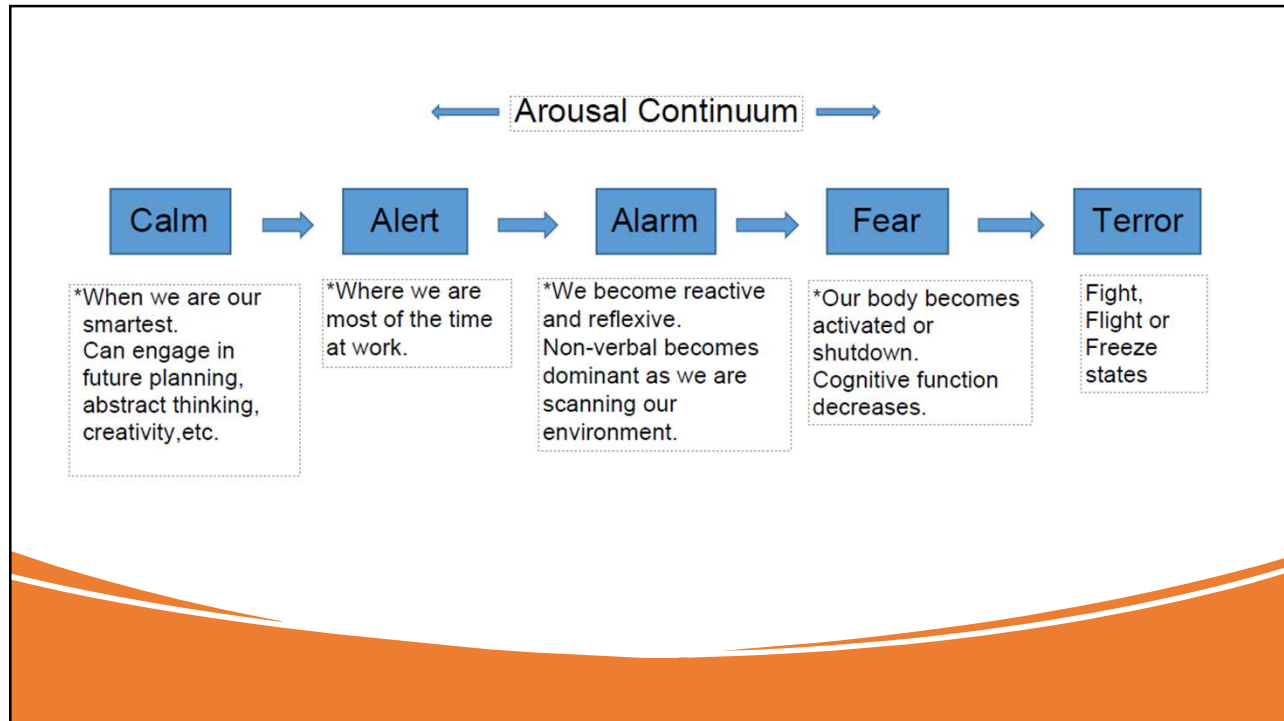 Arousal Continuum
Calm
Alert
Alarm
Fear
Terror
*When we are our
smartest.
Can engage in
future planning,
abstract thinking,
creativity,etc.
*Where we are
most of the time
at work.
*We become reactive
and reflexive.
Non-verbal becomes
dominant as we are
scanning our
environment.
*Our body becomes
activated or
shutdown.
Cognitive function
decreases.
Fight,
Flight or
Freeze
states